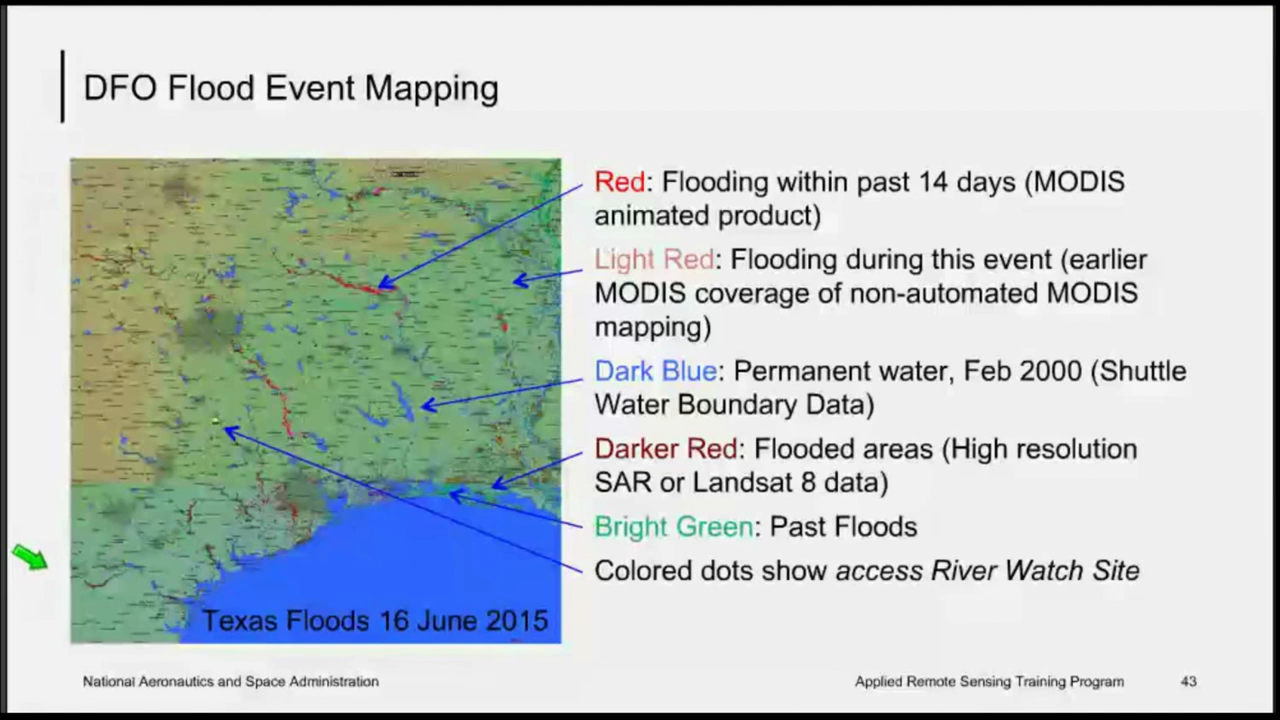 DFO Flood Event Mapping
Red: Flooding within past 14 days (MODIS
animated product)
Light Red: Flooding during this event (earlier
MODIS coverage of non-automated MODIS
mapping)
Dark Blue: Permanent water, Feb 2000 (Shuttle
Water Boundary Data)
Darker Red: Flooded areas (High resolution
SAR or Landsat 8 data)
Bright Green: Past Floods
Colored dots show access River Watch Site
Texas Floods 16 June 2015
National Aeronautics and Space Administration
Applied Remote Sensing Training Program 43